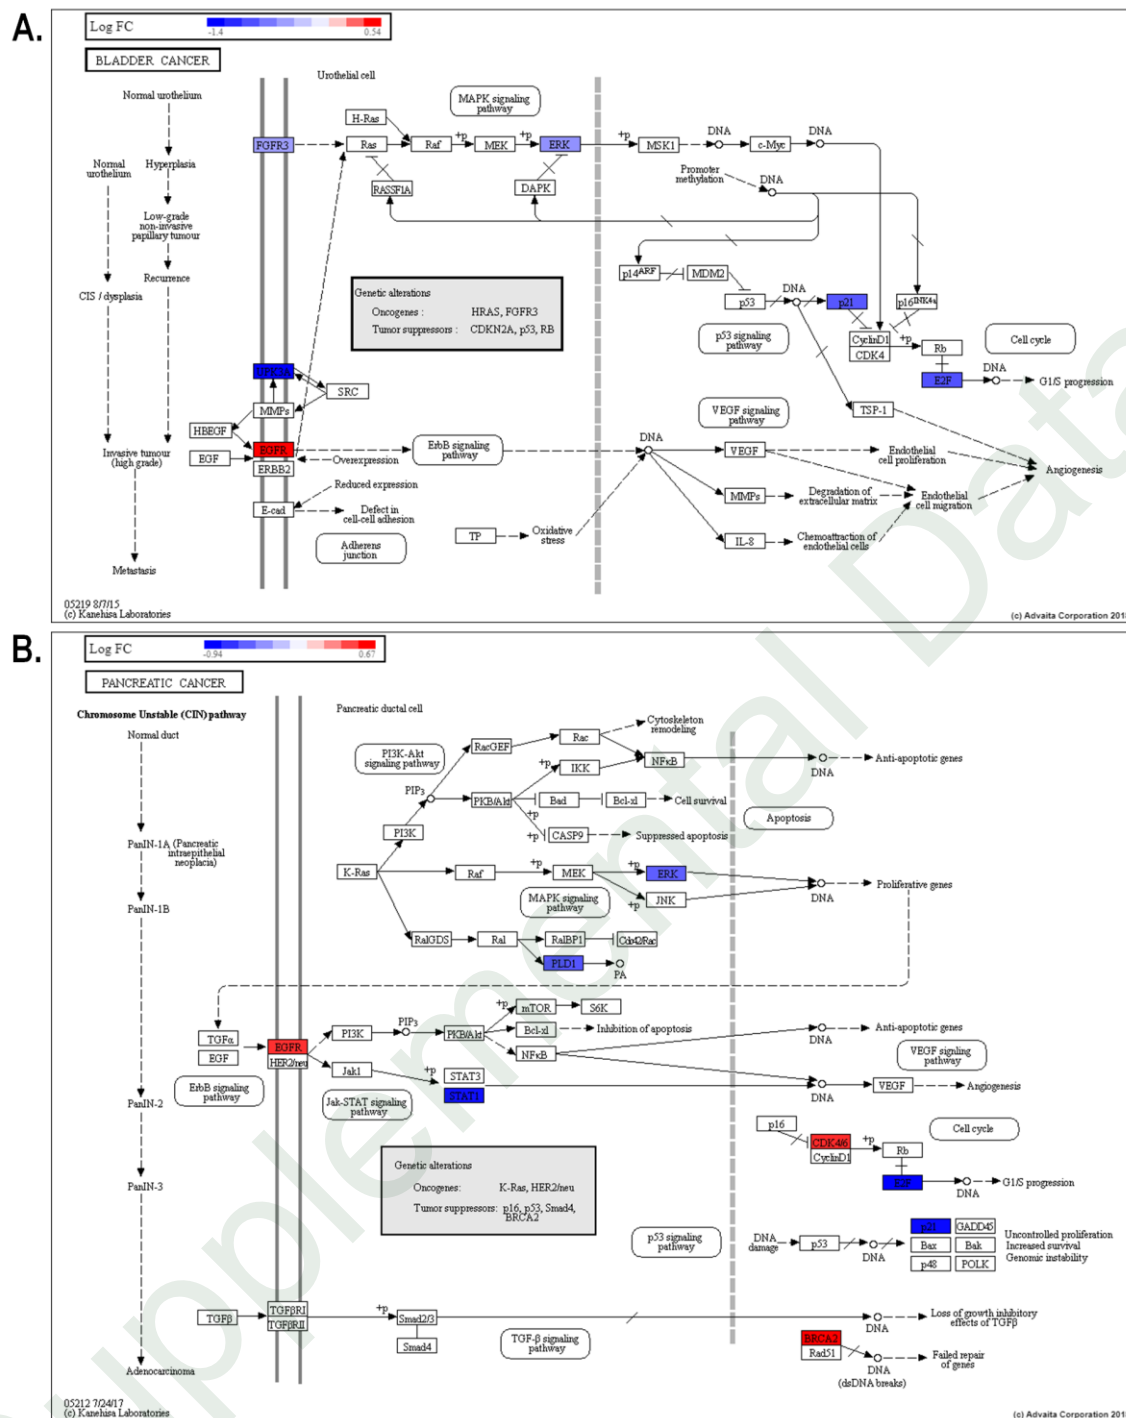 A.
Log FC
-1.4
0.54
BLADDER CANCER
Urothelial cell
Normal urothelium
MAPK signaling
pathway
H-Ras
FGFR3
Ras
Raf
+p
MEK
+p
ERK
+p
MSK1
DNA
c-Myc
DNA
Normal
urothelium
Hyperplasia
RASSF1A
DAPK
Promoter
methylation
DNA
Low-grade
non-invasive
papillary tumour
Recurrence
CIS / dysplasia
p14ARF
MDM2
Genetic alterations
Oncogenes : HRAS, FGFR3
Tumor suppressors : CDKN2A, p53, RB
p53
DNA
p21
p16INK4a
p53 signaling
pathway
CyclinD1
CDK4
+p
Rb
Cell cycle
E2F
DNA
G1/S progression
UPK3A
SRC
MMPs
TSP-1
HBEGF
VEGF signaling
pathway
Invasive tumour
(high grade)
EGF
EGFR
ERBB2
Overexpression
ErbB signaling
pathway
DNA
VEGF
Endothelial
cell proliferation
Angiogenesis
Reduced expression
E-cad
Defect in
cell-cell adhesion
MMPs
Degradation of
extracellular matrix
Endothelial
cell migration
Adherens
junction
TP
Oxidative
stress
IL-8
Chemoattraction of
endothelial cells
Metastasis
05219 8/7/15
(c) Kanehisa Laboratories
(c) Advaita Corporation 201
B.
Log FC
-0.94
0.67
PANCREATIC CANCER
Chromosome Unstable (CIN) pathway
Pancreatic ductal cell
Normal duct
PI3K-Akt
signaling pathway
RacGEF
Rac
Cytoskeleton
remodeling
+p
IKK
NFκB
DNA
Anti-apoptotic genes
PIP3
PKB/Akt
Bad
Bcl-xl
Cell survival
+p
+p
CASP9
Suppressed apoptosis
Apoptosis
PI3K
PanIN-1A (Pancreatic
intraepithelial
neoplacia)
K-Ras
Raf
+p
MEK
+p
ERK
+p
JNK
DNA
Proliferative genes
MAPK signaling
pathway
PanIN-1B
RalGDS
Ral
RalBP1
Cdc42/Rac
PLD1
PA
+p
mTOR
S6K
TGFα
EGF
EGFR
HER2/neu
PI3K
PIP3
PKB/Akt
Bcl-xl
Inhibition of apoptosis
NFκB
DNA
Anti-apoptotic genes
VEGF signling
pathway
ErbB signaling
pathway
Jak1
+p
STAT3
STAT1
Jak-STAT signaling
pathway
DNA
VEGF
Angiogenesis
PanIN-2
p16
CDK4/6
CyclinD1
+p
Rb
Cell cycle
E2F
DNA
G1/S progression
PanIN-3
Genetic alterations
Oncogenes: K-Ras, HER2/neu
Tumor suppressors: p16, p53, Smad4,
BRCA2
p53 signaling
pathway
DNA
damage
p53
DNA
p21
GADD45
Bax
Bak
p48
POLK
Uncontrolled proliferation
Increased survival
Genomic instability
TGFβ
TGFβRI
TGFβRII
+p
Smad2/3
Smad4
TGF-β signaling
pathway
DNA
Loss of growth inhibitory
effects of TGFβ
BRCA2
Rad51
DNA
(dsDNA breaks)
Failed repair
of genes
Adenocarcinoma
05212 7/24/17
(c) Kanehisa Laboratories
(c) Advaita Corporation 201
Supplemental Data